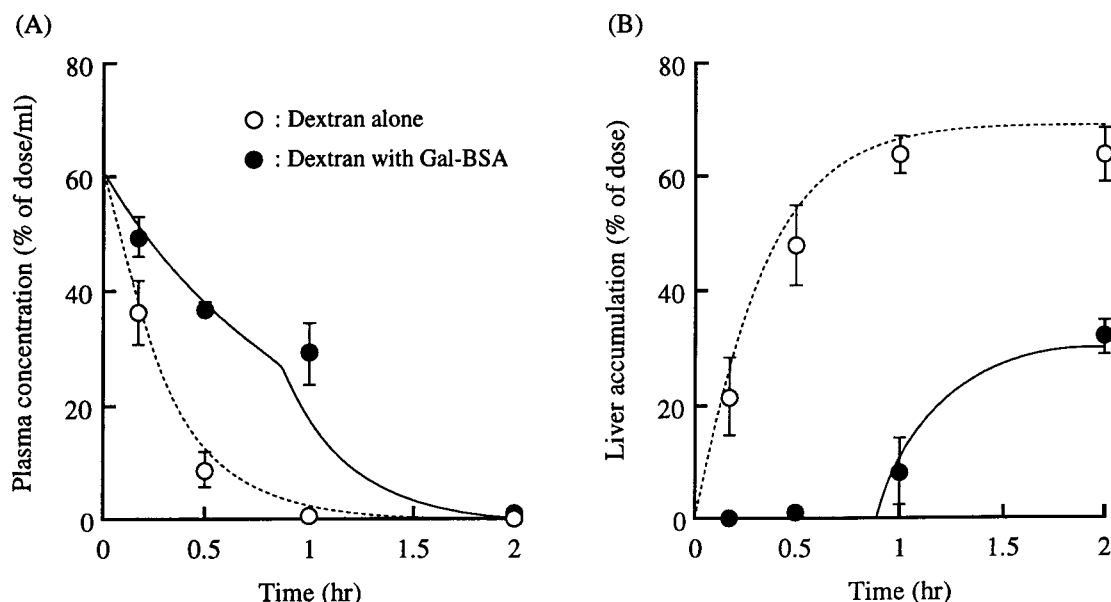 (A)
Plasma concentration (% of dose/ml)
80
60
40
20
0
0
0.5
1
1.5
2
Time (hr)
: Dextran alone
: Dextran with Gal-BSA
(B)
Liver accumulation (% of dose)
80
60
40
20
0
0
0.5
1
1.5
2
Time (hr)